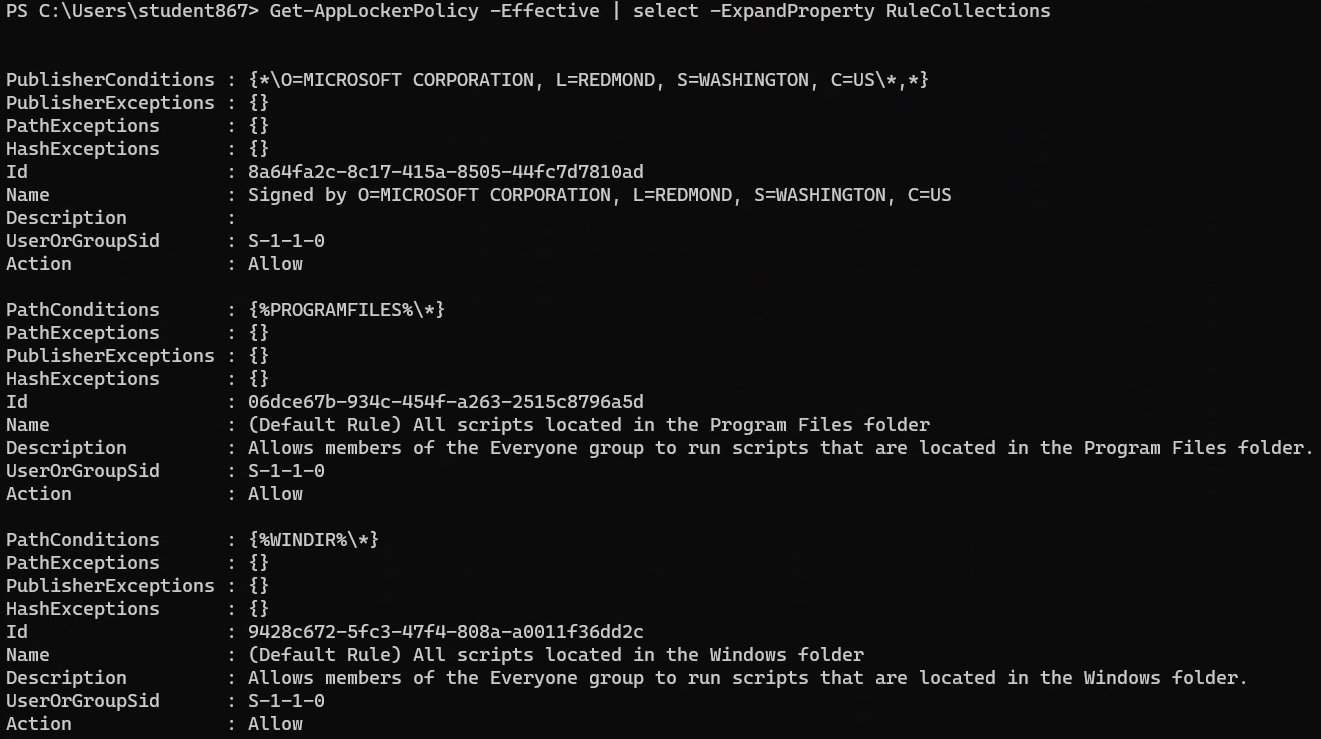 PS C:\Users\student867> Get-AppLockerPolicy -Effective | select -ExpandProperty RuleCollections
PublisherConditions : {*\O=MICROSOFT CORPORATION, L=REDMOND, S=WASHINGTON, C=US\*,*}
PublisherExceptions : {}
PathExceptions      : {}
HashExceptions      : {}
Id                  : 8a64fa2c-8c17-415a-8505-44fc7d7810ad
Name                : Signed by O=MICROSOFT CORPORATION, L=REDMOND, S=WASHINGTON, C=US
Description         :
UserOrGroupSid      : S-1-1-0
Action              : Allow
PathConditions      : {%PROGRAMFILES%\*}
PathExceptions      : {}
PublisherExceptions : {}
HashExceptions      : {}
Id                  : 06dce67b-934c-454f-a263-2515c8796a5d
Name                : (Default Rule) All scripts located in the Program Files folder
Description         : Allows members of the Everyone group to run scripts that are located in the Program Files folder.
UserOrGroupSid      : S-1-1-0
Action              : Allow
PathConditions      : {%WINDIR%\*}
PathExceptions      : {}
PublisherExceptions : {}
HashExceptions      : {}
Id                  : 9428c672-5fc3-47f4-808a-a0011f36dd2c
Name                : (Default Rule) All scripts located in the Windows folder
Description         : Allows members of the Everyone group to run scripts that are located in the Windows folder.
UserOrGroupSid      : S-1-1-0
Action              : Allow